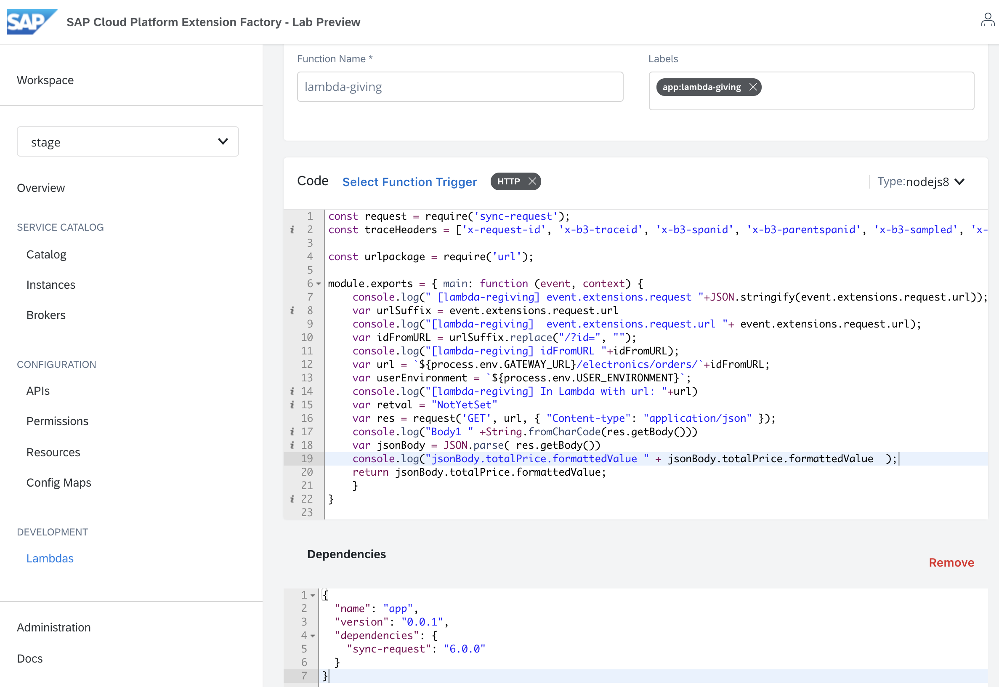 SAP
SAP Cloud Platform Extension Factory - Lab Preview
Workspace
stage
Overview
SERVICE CATALOG
Catalog
Instances
Brokers
CONFIGURATION
APIs
Permissions
Resources
Config Maps
DEVELOPMENT
Lambdas
Administration
Docs
Function Name *
lambda-giving
Labels
app:lambda-giving
Code Select Function Trigger HTTP Type:nodejs8
1 const request = require('sync-request');
i 2 const traceHeaders = ['x-request-id', 'x-b3-traceid', 'x-b3-spanid', 'x-b3-parentspanid', 'x-b3-sampled', 'x-
3
4 const urlpackage = require('url');
5
6 module.exports = { main: function (event, context) {
7     console.log(" [lambda-regiving] event.extensions.request "+JSON.stringify(event.extensions.request.url));
i 8     var urlSuffix = event.extensions.request.url
9     console.log("[lambda-regiving]  event.extensions.request.url "+ event.extensions.request.url);
10     var idFromURL = urlSuffix.replace("/?id=", "");
11     console.log("[lambda-regiving] idFromURL "+idFromURL);
12     var url = `${process.env.GATEWAY_URL}/electronics/orders/`+idFromURL;
13     var userEnvironment = `${process.env.USER_ENVIRONMENT}`;
i 14     console.log("[lambda-regiving] In Lambda with url: "+url)
i 15     var retval = "NotYetSet"
16     var res = request('GET', url, { "Content-type": "application/json" });
i 17     console.log("Body1 " +String.fromCharCode(res.getBody()))
i 18     var jsonBody = JSON.parse( res.getBody())
19     console.log("jsonBody.totalPrice.formattedValue " + jsonBody.totalPrice.formattedValue  );
20     return jsonBody.totalPrice.formattedValue;
21     }
i 22 }
23
Dependencies
Remove
1 {
2   "name": "app",
3   "version": "0.0.1",
4   "dependencies": {
5     "sync-request": "6.0.0"
6   }
7 }